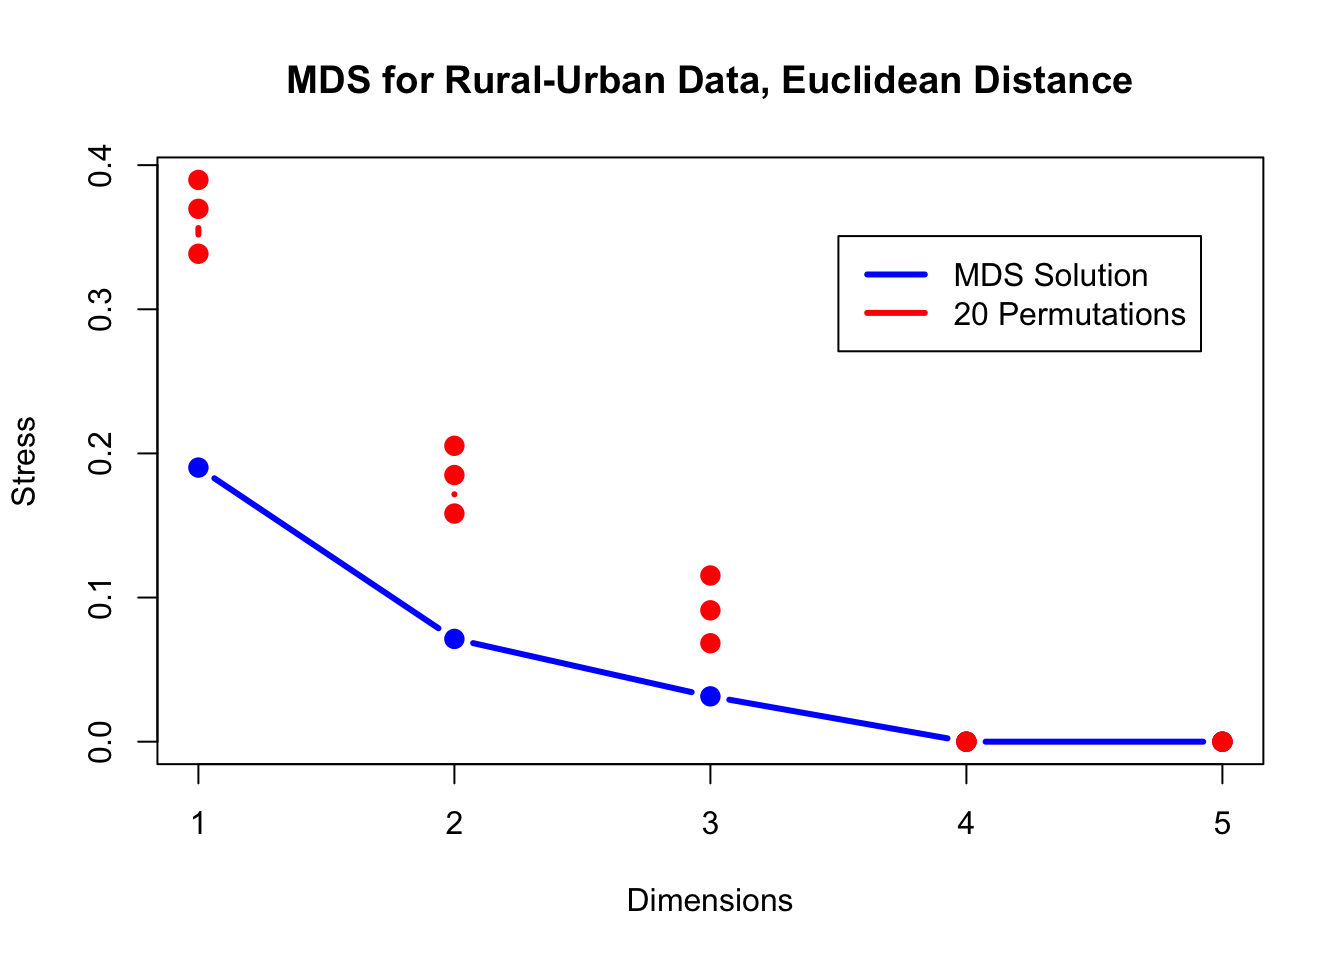 MDS for Rural-Urban Data, Euclidean Distance
0.4
0.3
0.2
0.1
0.0
Stress
MDS Solution
20 Permutations
1 2 3 4 5
Dimensions